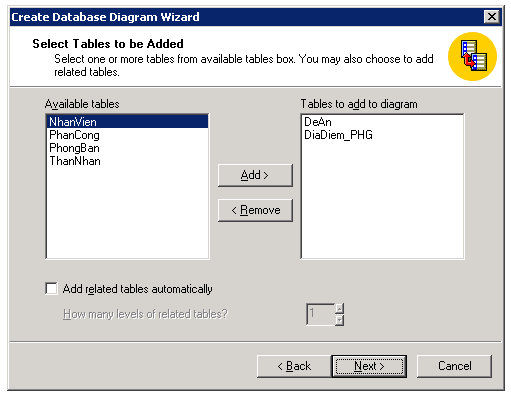 Create Database Diagram Wizard
Select Tables to be Added
Select one or more tables from available tables box. You may also choose to add
related tables.
Available tables
NhanVien
PhanCong
PhongBan
ThanNhan
Add >
< Remove
Tables to add to diagram
DeAn
DiaDiem_PHG
Add related tables automatically
How many levels of related tables?
1
< Back
Next >
Cancel